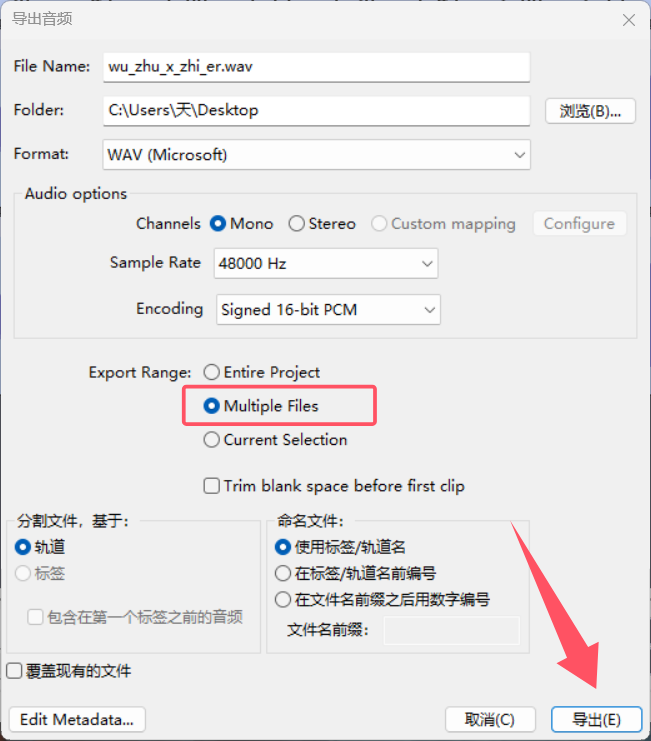 导出音频
File Name: wu_zhu_x_zhi_er.wav
Folder: C:\Users\天\Desktop 浏览(B)...
Format: WAV (Microsoft)
Audio options
Channels Mono Stereo Custom mapping Configure
Sample Rate 48000 Hz
Encoding Signed 16-bit PCM
Export Range: Entire Project
Multiple Files
Current Selection
Trim blank space before first clip
分割文件，基于：
轨道
标签
包含在第一个标签之前的音频
命名文件：
使用标签/轨道名
在标签/轨道名前编号
在文件名前缀之后用数字编号
文件名前缀：
覆盖现有的文件
Edit Metadata... 取消(C) 导出(E)